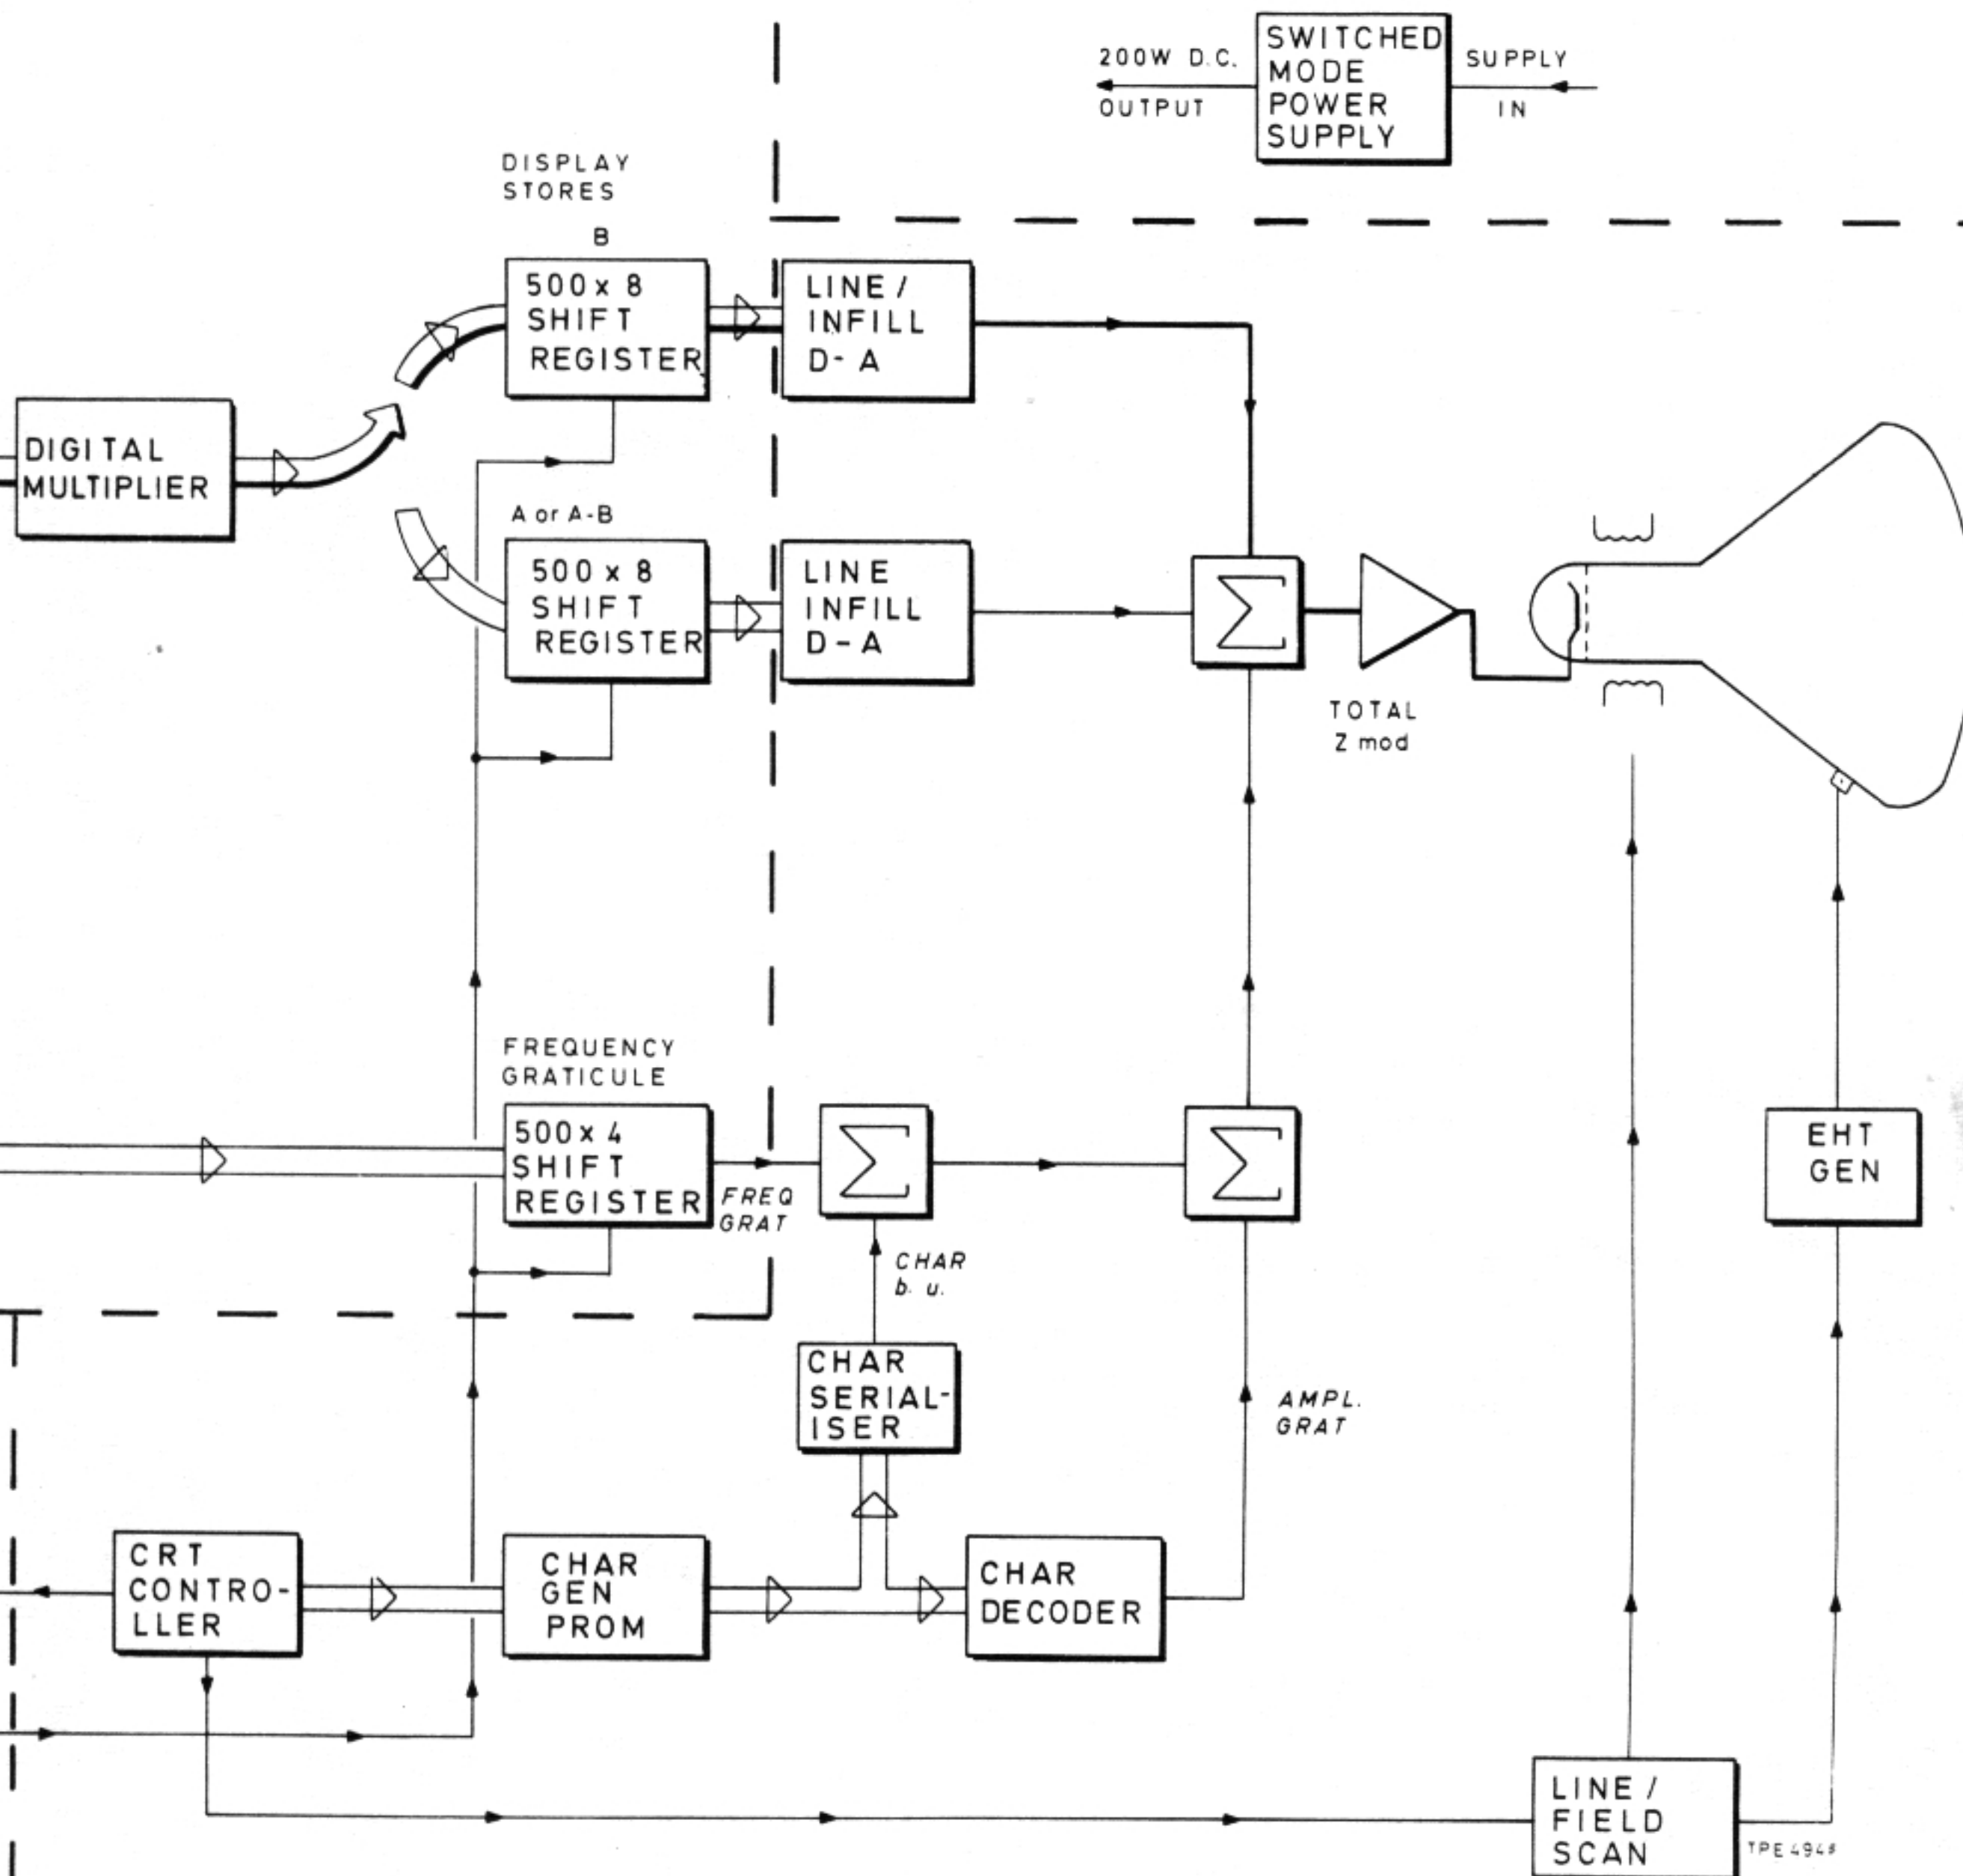 200W D.C.
OUTPUT
SWITCHED
MODE
POWER
SUPPLY
SUPPLY
IN
DISPLAY
STORES
B
500 x 8
SHIFT
REGISTER
LINE /
INFILL
D-A
DIGITAL
MULTIPLIER
A or A-B
500 x 8
SHIFT
REGISTER
LINE
INFILL
D-A
Σ
TOTAL
Z mod
FREQUENCY
GRATICULE
500 x 4
SHIFT
REGISTER
FREQ
GRAT
Σ
Σ
EHT
GEN
CHAR
b. u.
CHAR
SERIAL-
ISER
AMPL.
GRAT
CRT
CONTRO-
LLER
CHAR
GEN
PROM
CHAR
DECODER
LINE /
FIELD
SCAN